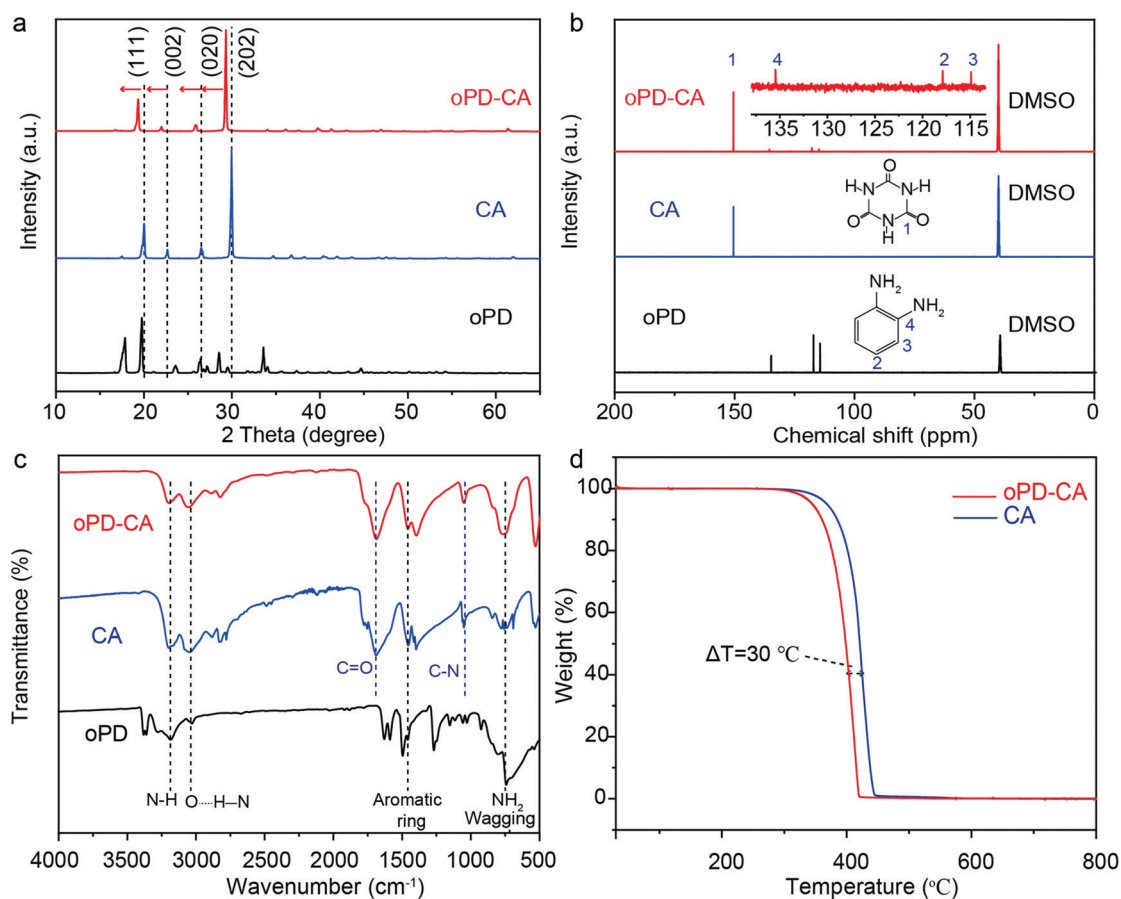 a
(111)
(002)
(020)
(202)
oPD-CA
CA
oPD
Intensity (a.u.)
10 20 30 40 50 60
2 Theta (degree)
b
1 4 2 3
oPD-CA
135 130 125 120 115
DMSO
CA
O
H N N H
O N O
H 1
DMSO
oPD
NH2
NH2
4
3
2
DMSO
Intensity (a.u.)
200 150 100 50 0
Chemical shift (ppm)
c
oPD-CA
CA
C=O
C-N
oPD
N-H
O·····H—N
Aromatic
ring
NH2
Wagging
Transmittance (%)
4000 3500 3000 2500 2000 1500 1000 500
Wavenumber (cm-1)
d
oPD-CA
CA
ΔT=30 ℃
Weight (%)
100
80
60
40
20
0
200 400 600 800
Temperature (oC)